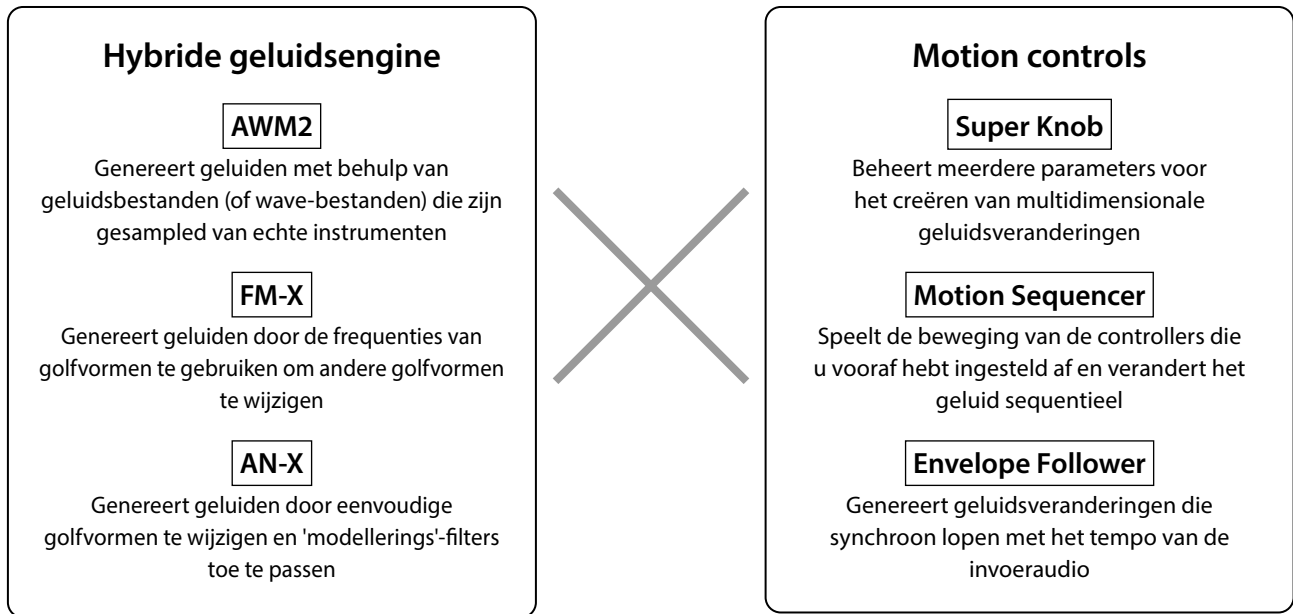 Hybride geluidsengine
AWM2
Genereert geluiden met behulp van
geluidsbestanden (of wave-bestanden) die zijn
gesampled van echte instrumenten
FM-X
Genereert geluiden door de frequenties van
golfvormen te gebruiken om andere golfvormen
te wijzigen
AN-X
Genereert geluiden door eenvoudige
golfvormen te wijzigen en 'modellerings'-filters
toe te passen
Motion controls
Super Knob
Beheert meerdere parameters voor
het creëren van multidimensionale
geluidsveranderingen
Motion Sequencer
Speelt de beweging van de controllers die
u vooraf hebt ingesteld af en verandert het
geluid sequentieel
Envelope Follower
Genereert geluidsveranderingen die
synchroon lopen met het tempo van de
invoeraudio